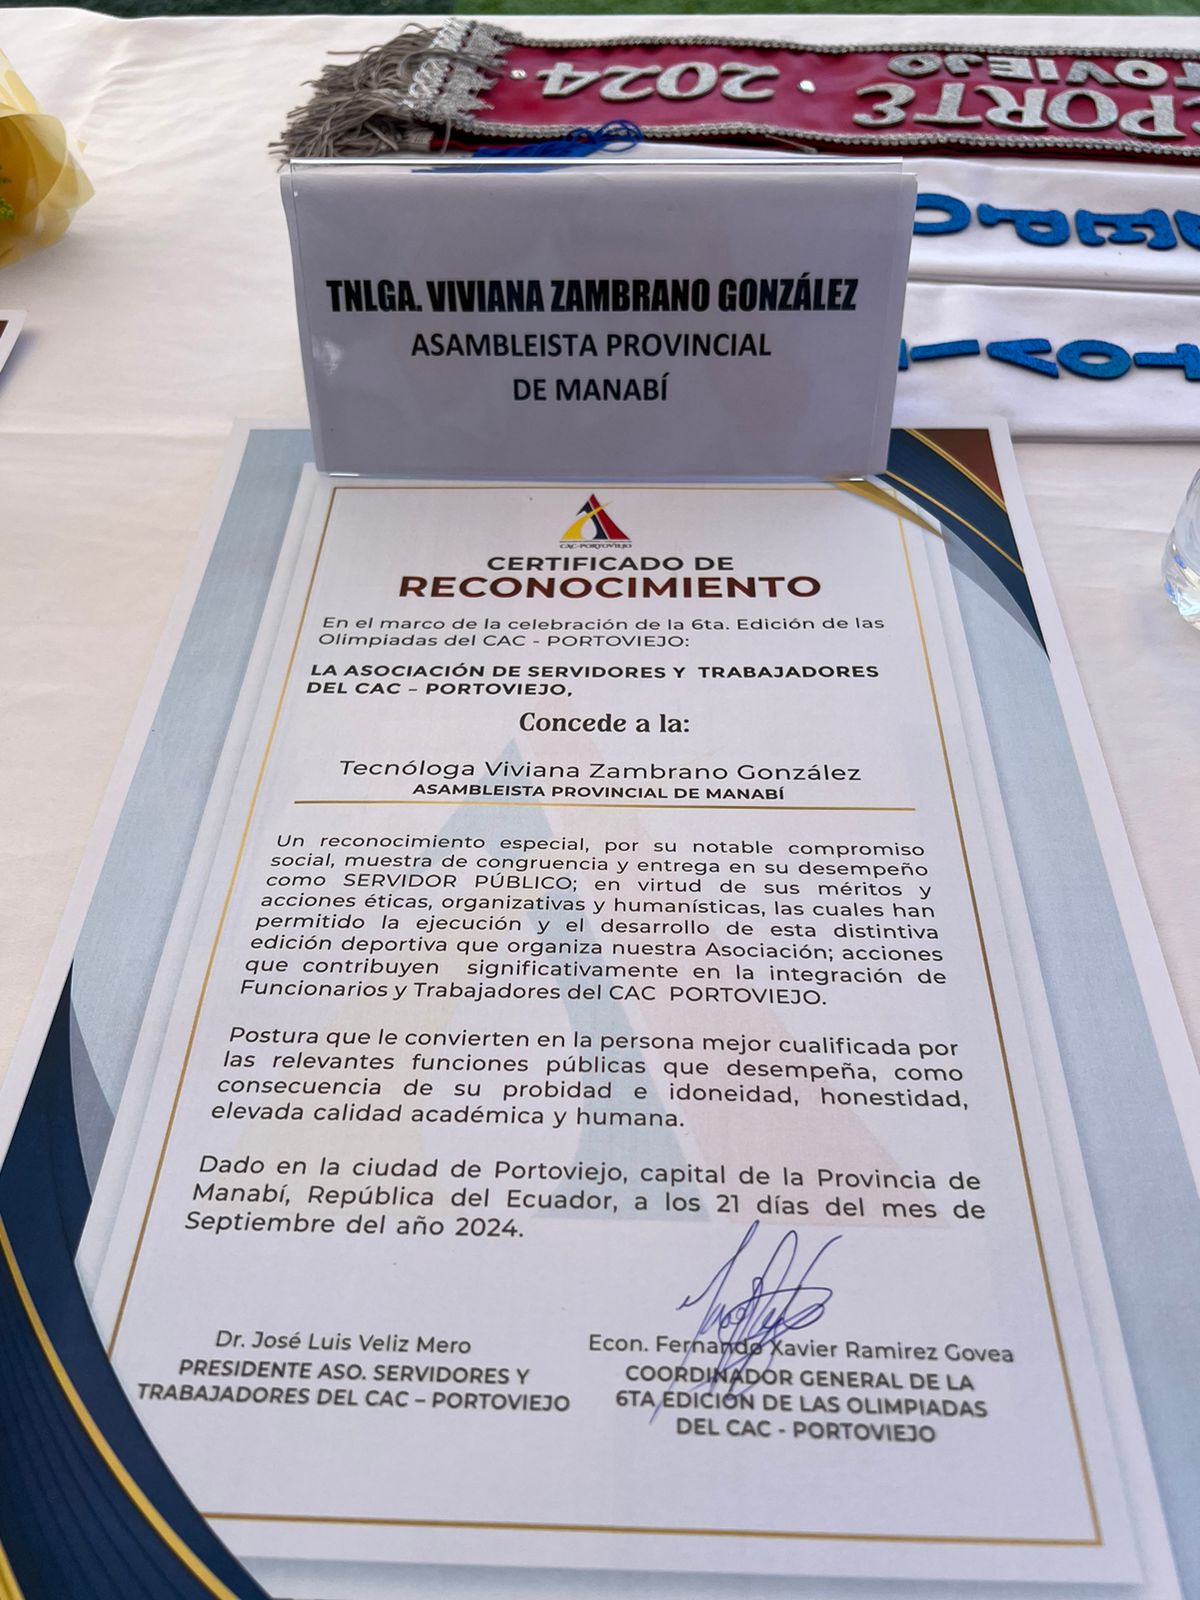 2024
EPORTE
TOVIEJO
TNLGA. VIVIANA ZAMBRANO GONZÁLEZ
ASAMBLEISTA PROVINCIAL
DE MANABÍ
CAC-PORTOVIEJO
CERTIFICADO DE
RECONOCIMIENTO
En el marco de la celebración de la 6ta. Edición de las
Olimpiadas del CAC - PORTOVIEJO:
LA ASOCIACIÓN DE SERVIDORES Y TRABAJADORES
DEL CAC – PORTOVIEJO,
Concede a la:
Tecnóloga Viviana Zambrano González
ASAMBLEISTA PROVINCIAL DE MANABÍ
Un reconocimiento especial, por su notable compromiso
social, muestra de congruencia y entrega en su desempeño
como SERVIDOR PÚBLICO; en virtud de sus méritos y
acciones éticas, organizativas y humanísticas, las cuales han
permitido la ejecución y el desarrollo de esta distintiva
edición deportiva que organiza nuestra Asociación; acciones
que contribuyen significativamente en la integración de
Funcionarios y Trabajadores del CAC PORTOVIEJO.
Postura que le convierten en la persona mejor cualificada por
las relevantes funciones públicas que desempeña, como
consecuencia de su probidad e idoneidad, honestidad,
elevada calidad académica y humana.
Dado en la ciudad de Portoviejo, capital de la Provincia de
Manabí, República del Ecuador, a los 21 días del mes de
Septiembre del año 2024.
Dr. José Luis Veliz Mero
PRESIDENTE ASO. SERVIDORES Y
TRABAJADORES DEL CAC – PORTOVIEJO
Econ. Fernando Xavier Ramirez Govea
COORDINADOR GENERAL DE LA
6TA EDICIÓN DE LAS OLIMPIADAS
DEL CAC - PORTOVIEJO